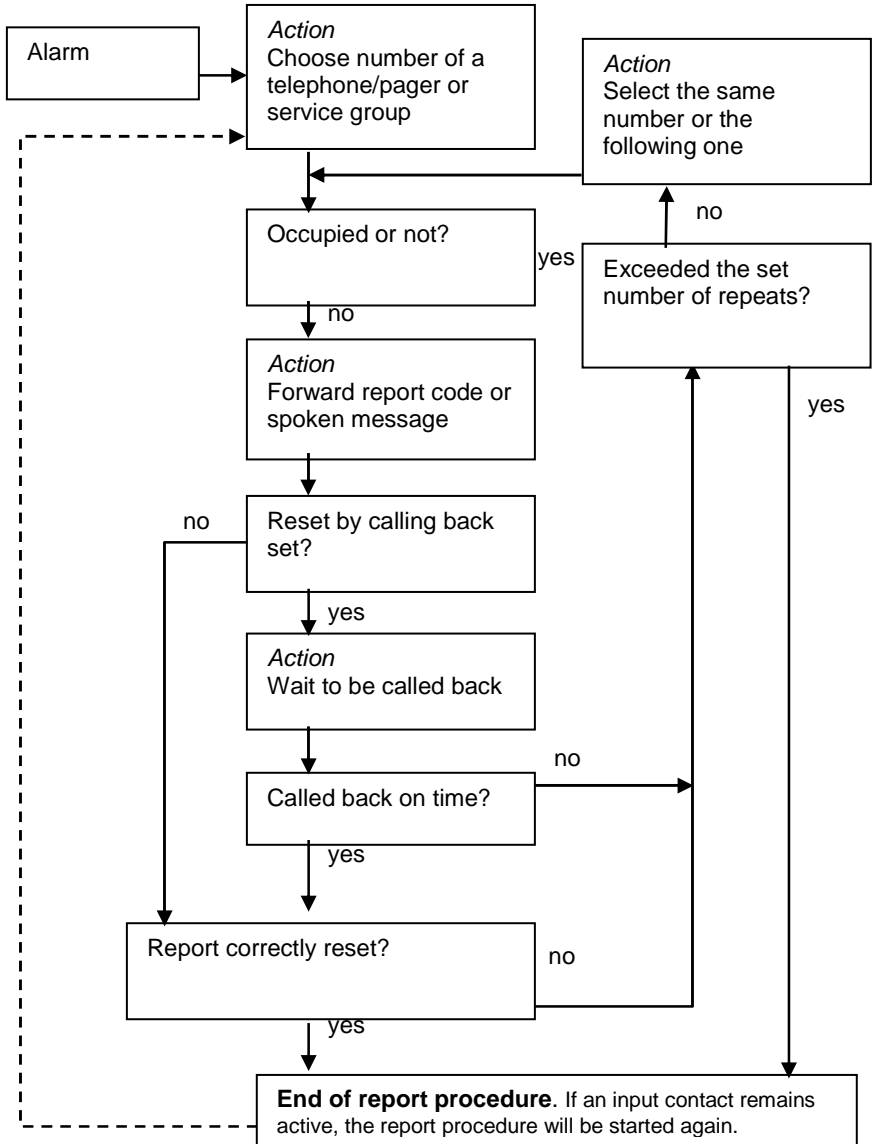 Alarm
Action
Choose number of a
telephone/pager or
service group
Action
Select the same
number or the
following one
no
Occupied or not?
yes
Exceeded the set
number of repeats?
no
yes
Action
Forward report code or
spoken message
no
Reset by calling back
set?
yes
Action
Wait to be called back
no
Called back on time?
yes
Report correctly reset?
no
yes
End of report procedure. If an input contact remains
active, the report procedure will be started again.